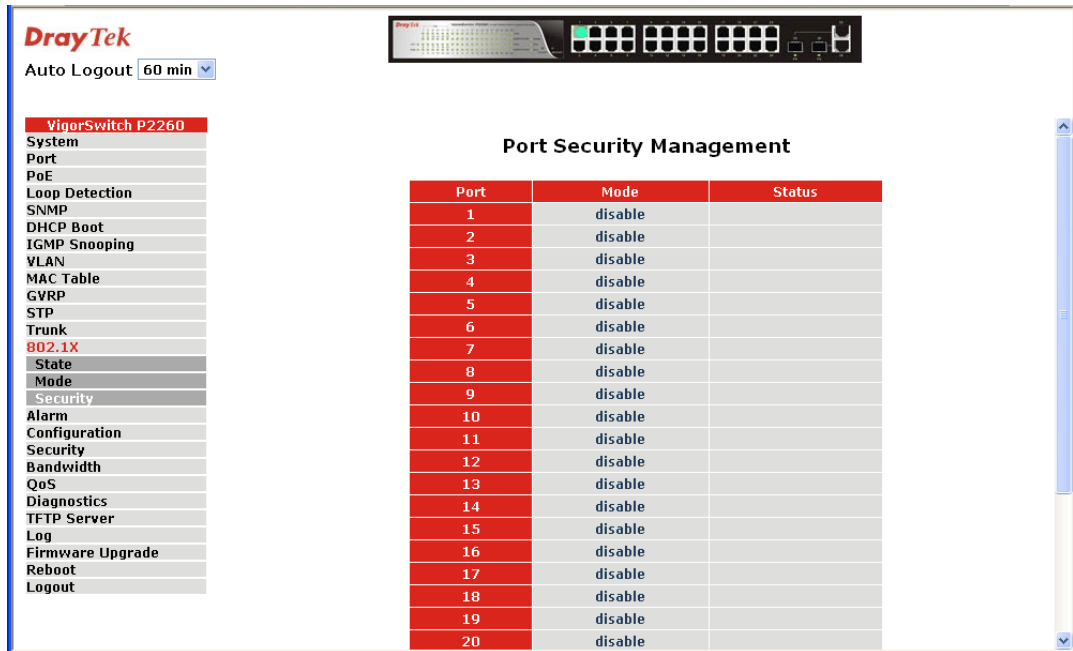 DrayTek
Auto Logout 60 min
VigorSwitch P2260
System
Port
PoE
Loop Detection
SNMP
DHCP Boot
IGMP Snooping
VLAN
MAC Table
GVRP
STP
Trunk
802.1X
State
Mode
Security
Alarm
Configuration
Security
Bandwidth
QoS
Diagnostics
TFTP Server
Log
Firmware Upgrade
Reboot
Logout
Port Security Management
Port Mode Status
1 disable
2 disable
3 disable
4 disable
5 disable
6 disable
7 disable
8 disable
9 disable
10 disable
11 disable
12 disable
13 disable
14 disable
15 disable
16 disable
17 disable
18 disable
19 disable
20 disable